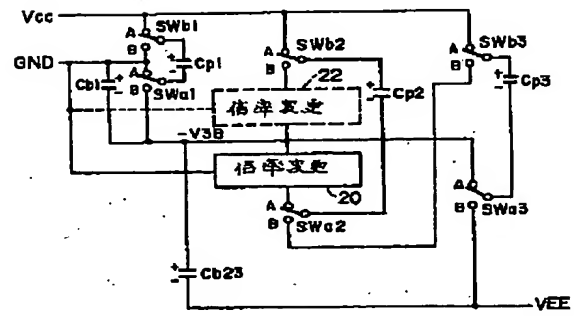 Vcc
A SWb1
B
GND
Cb1
A
B SWa1
Cp1
A SWb2
B
22
倍率変更
Cp2
A SWb3
B
Cp3
-V3B
倍率変更
20
A
B SWa2
A
B SWa3
Cb23
VEE